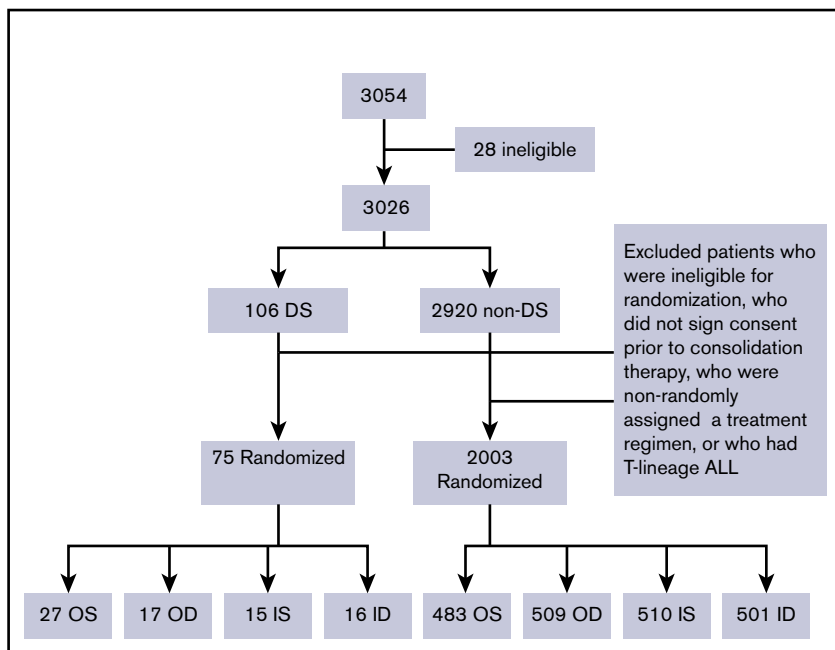 3054
28 ineligible
3026
106 DS
2920 non-DS
Excluded patients who
were ineligible for
randomization, who
did not sign consent
prior to consolidation
therapy, who were
non-randomly
assigned a treatment
regimen, or who had
T-lineage ALL
75 Randomized
2003
Randomized
27 OS
17 OD
15 IS
16 ID
483 OS
509 OD
510 IS
501 ID